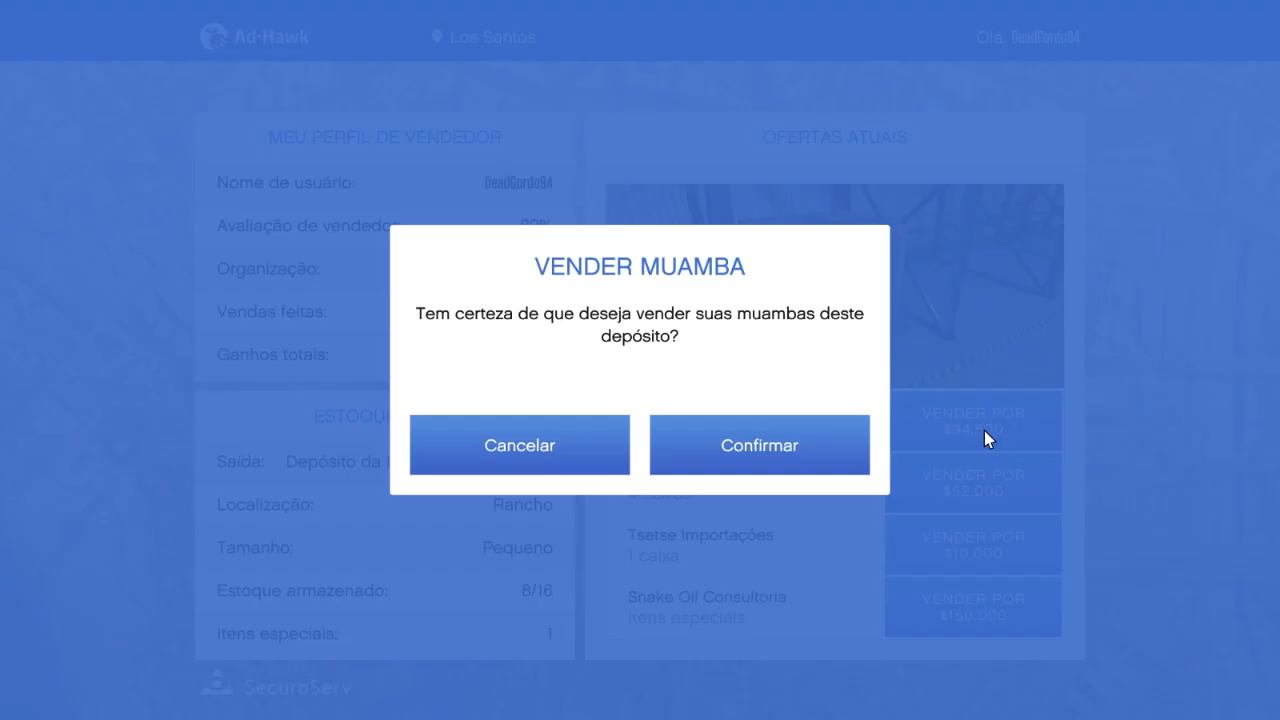 Ad-Hawk
Los Santos
Olá, DeadGordo94
MEU PERFIL DE VENDEDOR
Nome de usuário: DeadGordo94
Avaliação de vendedor:
Organização:
Vendas feitas:
Ganhos totais:
OFERTAS ATUAIS
VENDER MUAMBA
Tem certeza de que deseja vender suas muambas deste
depósito?
Cancelar
Confirmar
Saída: Depósito da
Localização: Rancho
Tamanho: Pequeno
Estoque armazenado: 8/16
Itens especiais: 1
VENDER POR
VENDER POR
$62.000
Tsetse Importações
1 caixa
VENDER POR
$10.000
Snake Oil Consultoria
Itens especiais
VENDER POR
$150.000
SecuroServ